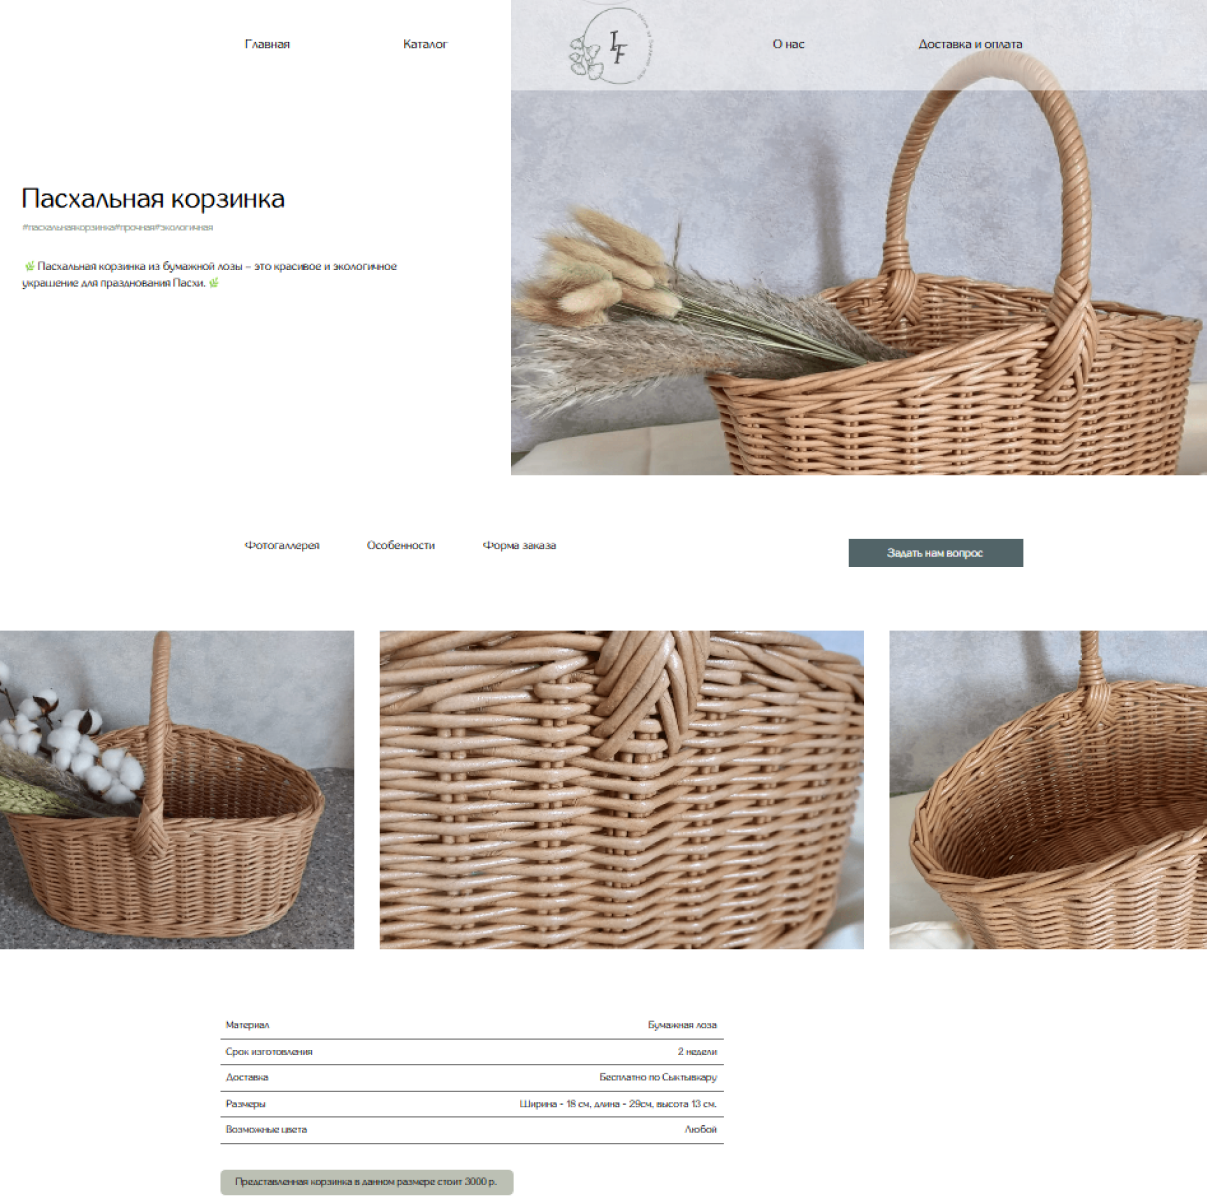 Главная
Каталог
IF
О нас
Доставка и оплата
Пасхальная корзинка
#пасхальнаякорзинка#прочная#экологичная
🌿 Пасхальная корзинка из бумажной лозы – это красивое и экологичное
украшение для празднования Пасхи. 🌿
Фотогаллерея
Особенности
Форма заказа
Задать нам вопрос
Материал
Бумажная лоза
Срок изготовления
2 недели
Доставка
Бесплатно по Сыктывкару
Размеры
Ширина - 18 см, длина - 29см, высота 13 см.
Возможные цвета
Любой
Представленная корзинка в данном размере стоит 3000 р.